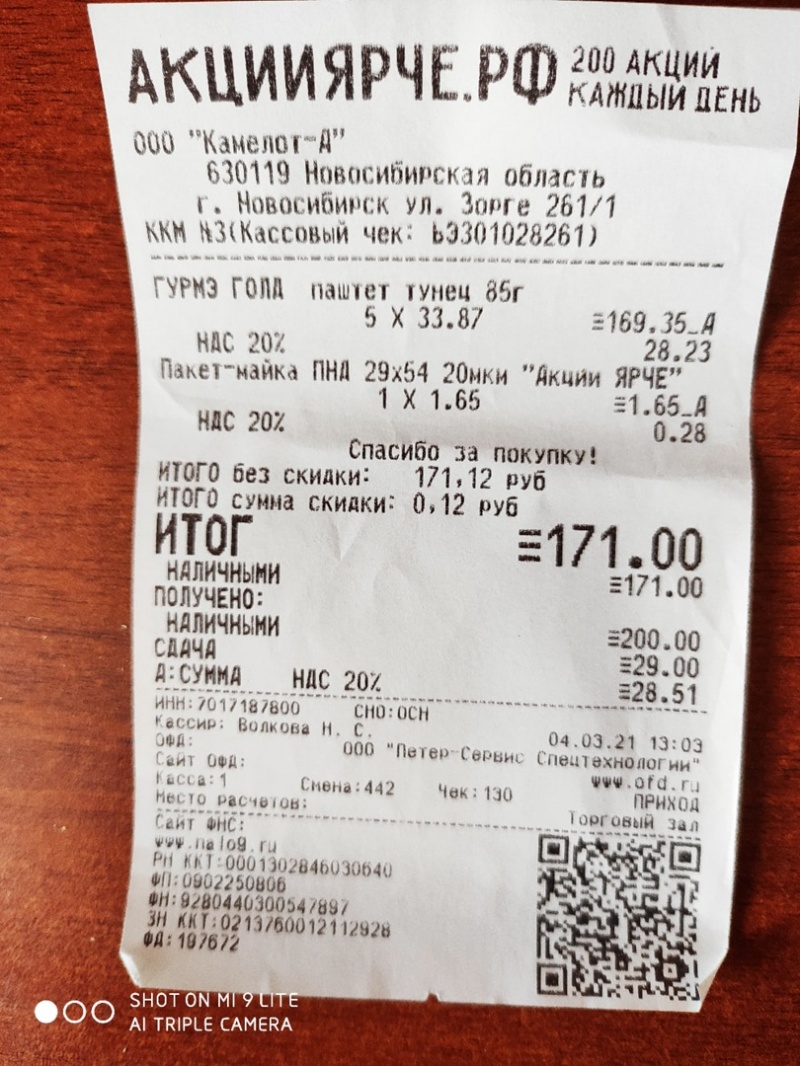 АКЦИИЯРЧЕ.РФ 200 АКЦИЙ КАЖДЫЙ ДЕНЬ
ООО "Камелот-А"
630119 Новосибирская область
г. Новосибирск ул. Зорге 261/1
ККМ №3(Кассовый чек: ЬЭ301028261)
ГУРМЭ ГОЛД паштет тунец 85г
5 X 33.87 ≡169.35_А
НДС 20% 28.23
Пакет-майка ПНД 29х54 20мкм "Акции ЯРЧЕ"
1 X 1.65 ≡1.65_А
НДС 20% 0.28
Спасибо за покупку!
ИТОГО без скидки: 171,12 руб
ИТОГО сумма скидки: 0,12 руб
ИТОГ ≡171.00
НАЛИЧНЫМИ ≡171.00
ПОЛУЧЕНО:
НАЛИЧНЫМИ ≡200.00
СДАЧА ≡29.00
А:СУММА НДС 20% ≡28.51
ИНН:7017187800 СНО:ОСН
Кассир: Волкова Н. С. 04.03.21 13:03
ОФД: ООО "Петер-Сервис Спецтехнологии"
Сайт ОФД: www.ofd.ru
Касса:1 Смена:442 Чек:130 ПРИХОД
Место расчетов: Торговый зал
Сайт ФНС:
www.nalog.ru
РН ККТ:0001302846030640
ФП:0902250806
ФН:9280440300547897
ЗН ККТ:0213760012112928
ФД:197672
SHOT ON MI 9 LITE
AI TRIPLE CAMERA